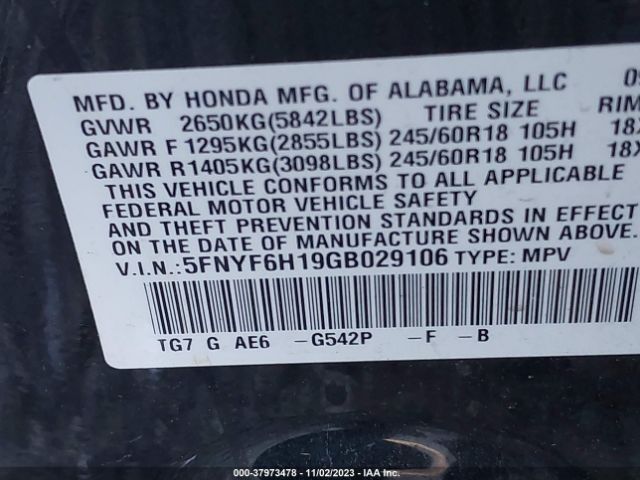 MFD. BY HONDA MFG. OF ALABAMA, LLC
GVWR 2650KG(5842LBS) TIRE SIZE RIM
GAWR F 1295KG(2855LBS) 245/60R18 105H 18X
GAWR R1405KG(3098LBS) 245/60R18 105H 18X
THIS VEHICLE CONFORMS TO ALL APPLICABLE
FEDERAL MOTOR VEHICLE SAFETY
AND THEFT PREVENTION STANDARDS IN EFFECT
ON THE DATE OF MANUFACTURE SHOWN ABOVE.
V.I.N.:5FNYF6H19GB029106 TYPE: MPV
TG7 G AE6 -G542P -F -B
000-37973478 - 11/02/2023 - IAA Inc.